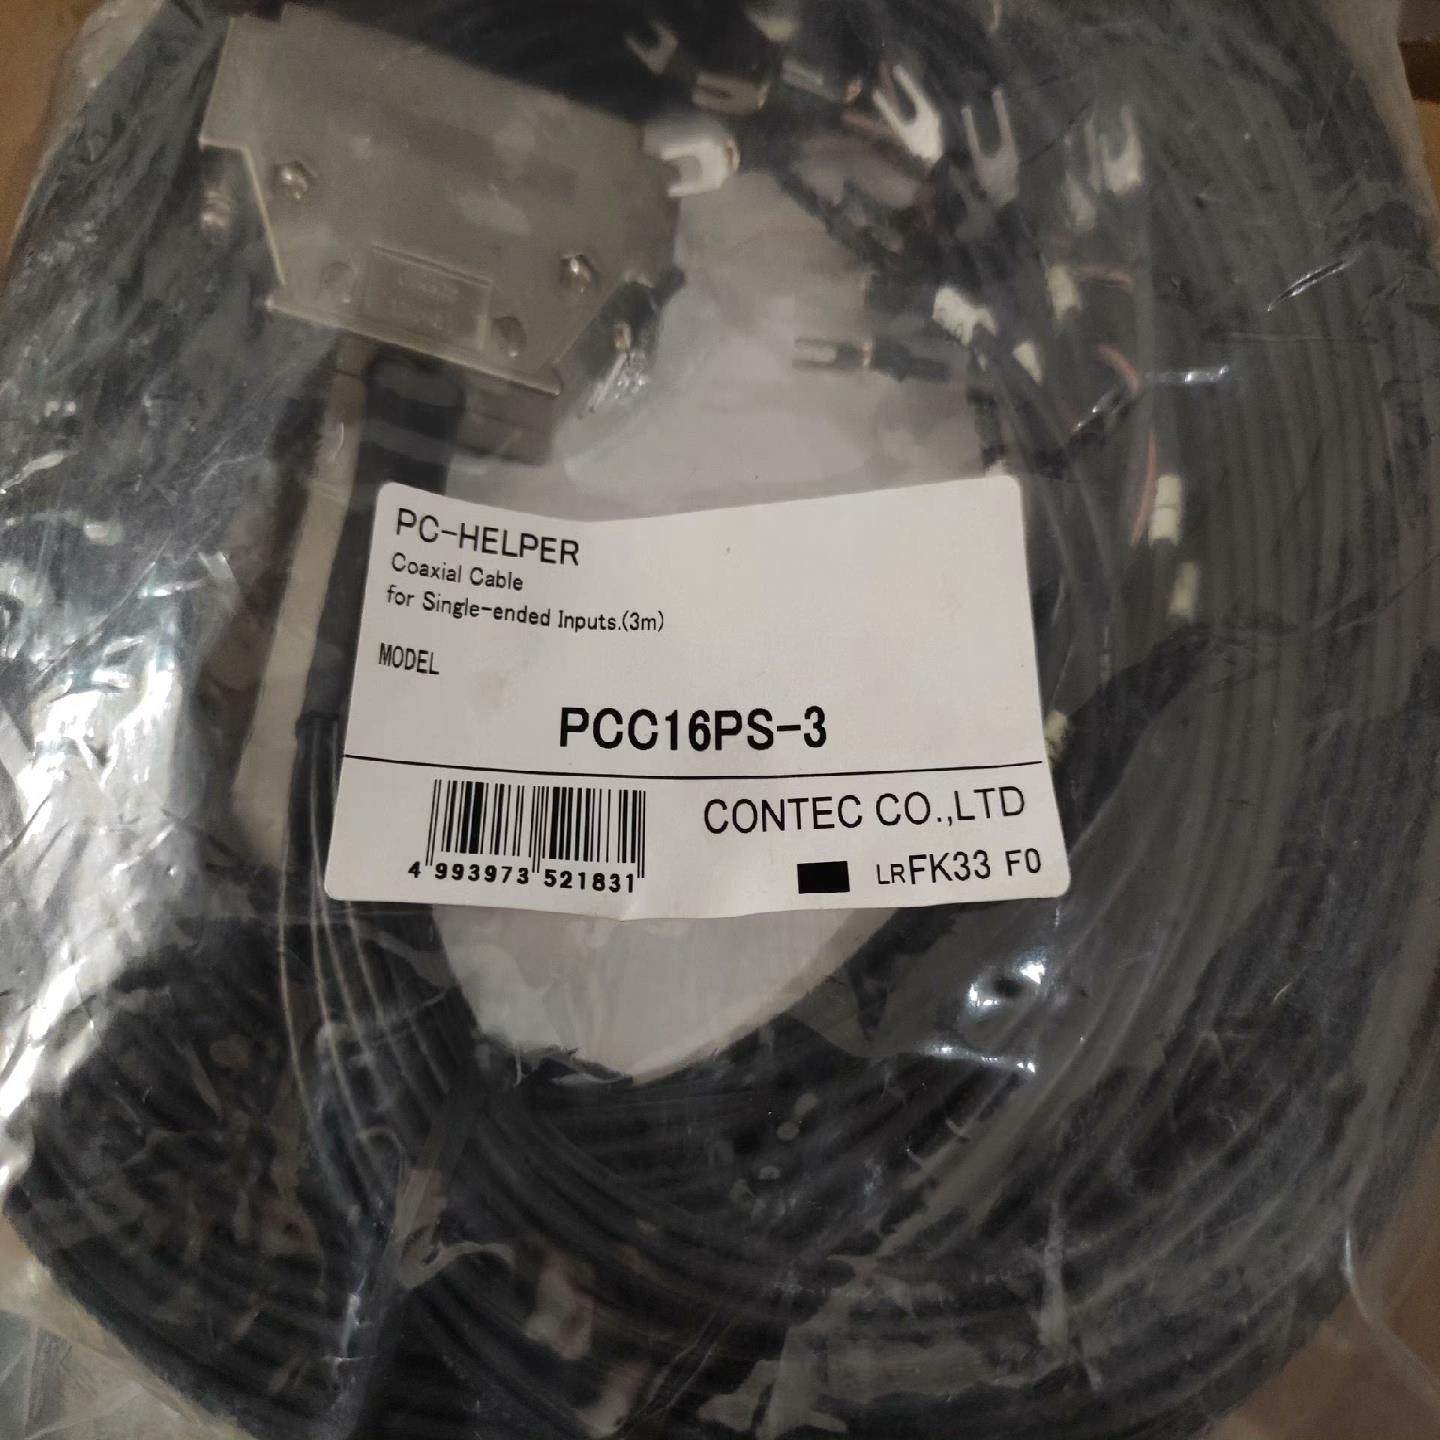 PC-HELPER
Coaxial Cable
for Single-ended Inputs.(3m)
MODEL
PCC16PS-3
4 993973 521831
CONTEC CO.,LTD
LRFK33 F0